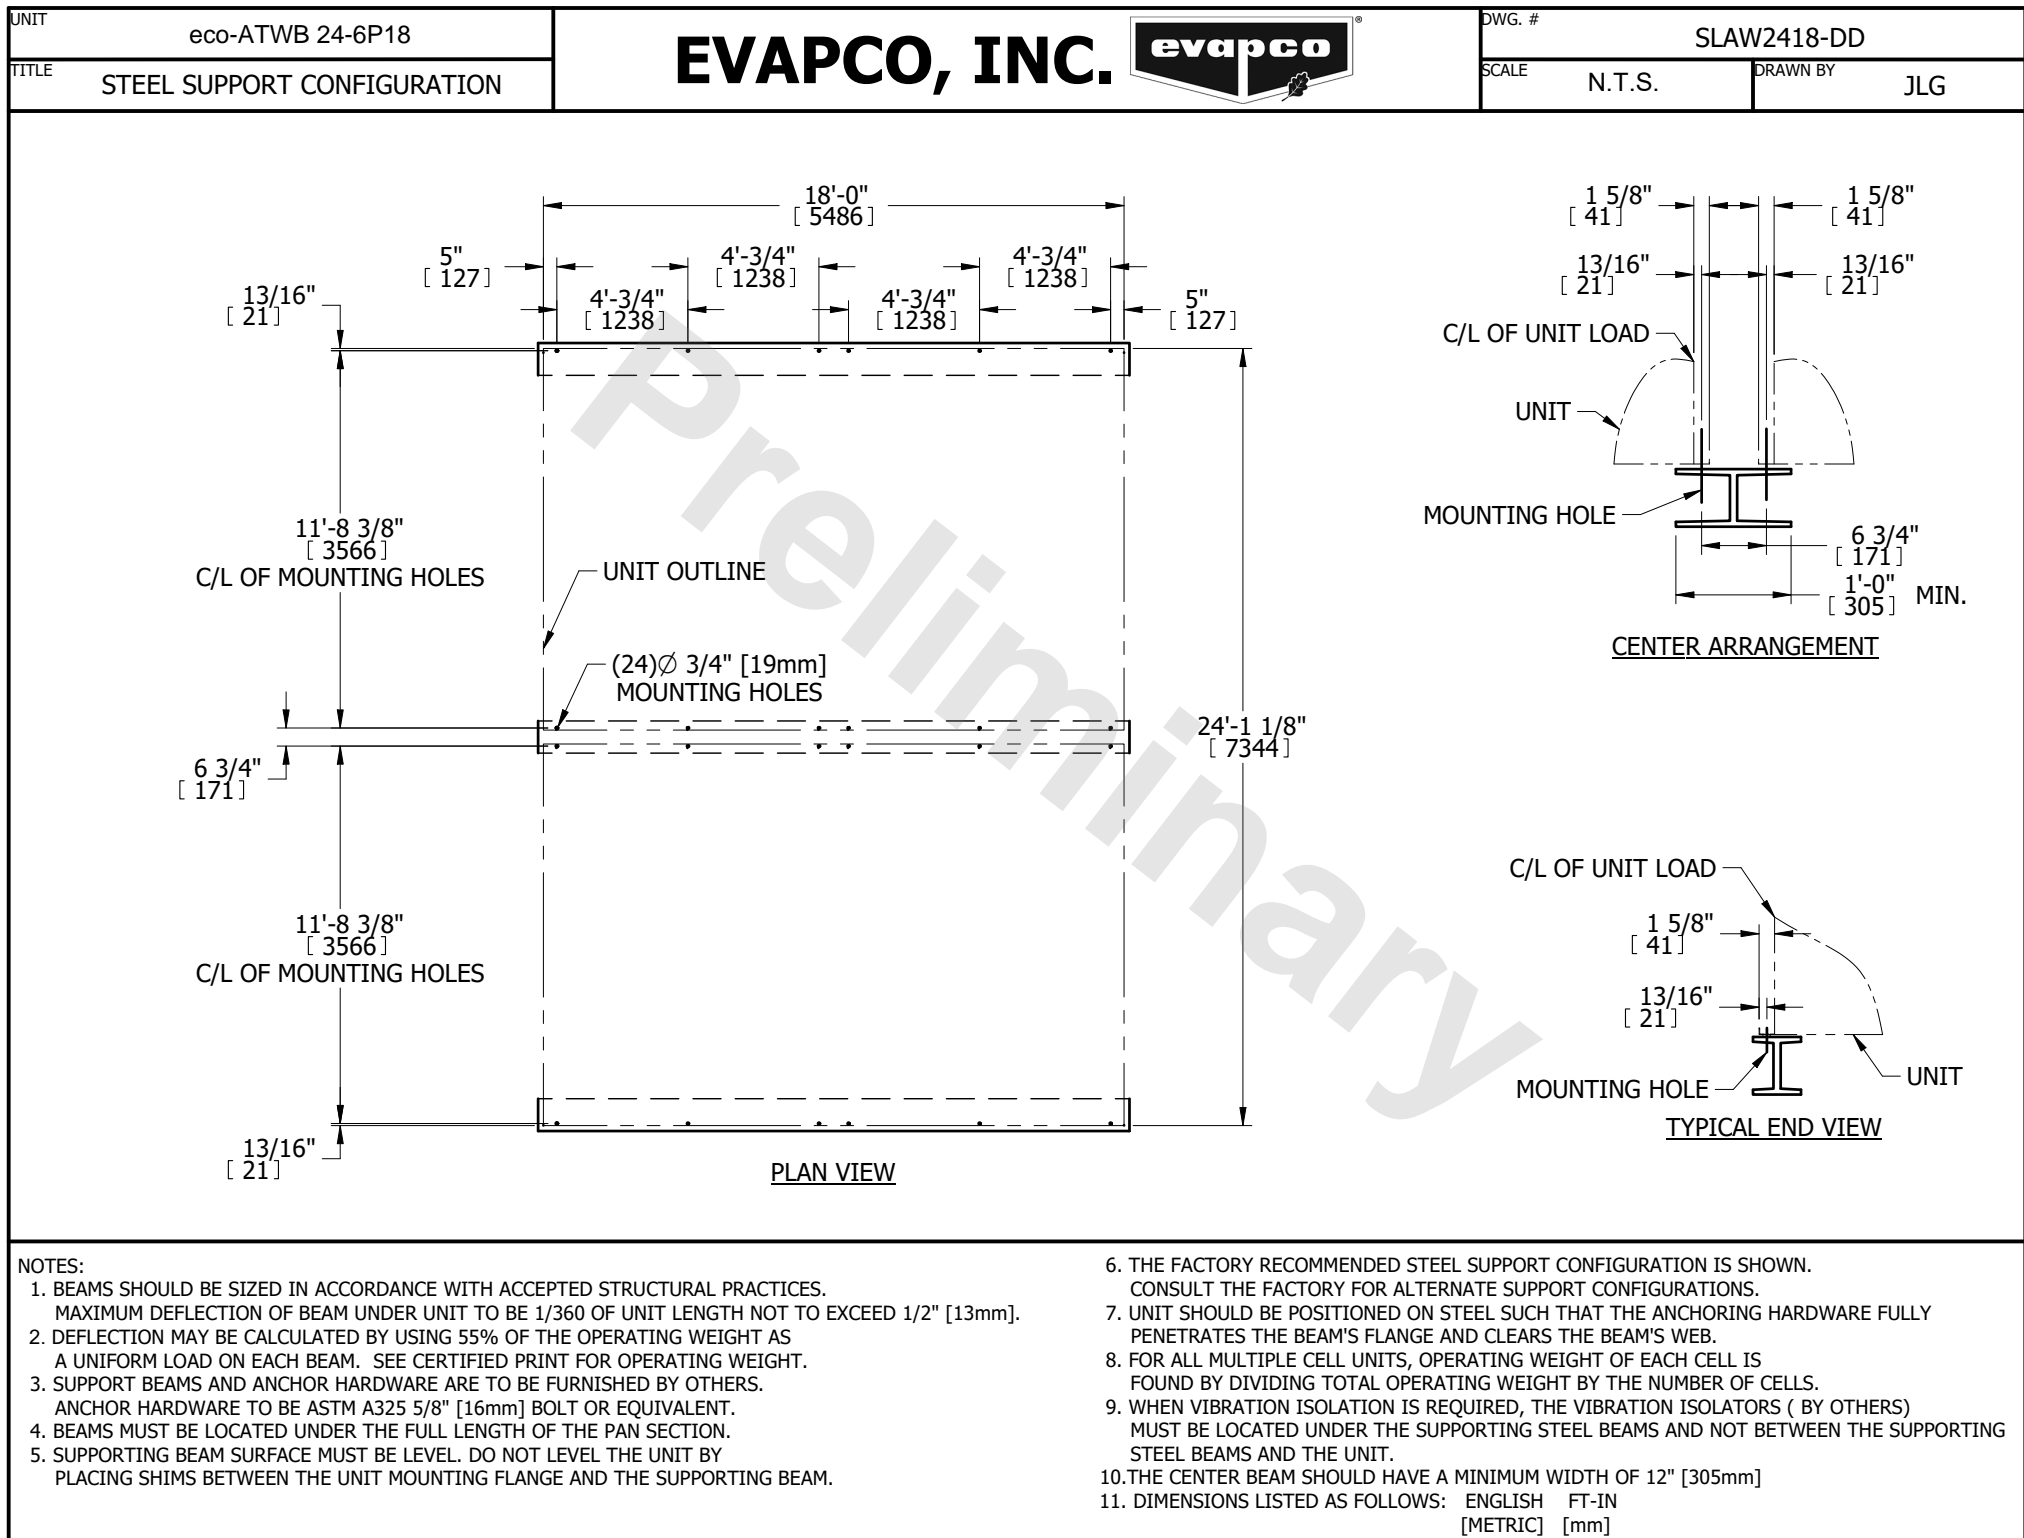 UNIT
eco-ATWB 24-6P18
TITLE
STEEL SUPPORT CONFIGURATION
EVAPCO, INC.
evapco
®
DWG. #
SLAW2418-DD
SCALE
N.T.S.
DRAWN BY
JLG
18'-0"
[ 5486]
5"
[ 127]
4'-3/4"
[ 1238]
4'-3/4"
[ 1238]
13/16"
[ 21]
4'-3/4"
[ 1238]
4'-3/4"
[ 1238]
5"
[ 127]
11'-8 3/8"
[ 3566]
C/L OF MOUNTING HOLES
UNIT OUTLINE
(24)∅ 3/4" [19mm]
MOUNTING HOLES
6 3/4"
[ 171]
24'-1 1/8"
[ 7344]
11'-8 3/8"
[ 3566]
C/L OF MOUNTING HOLES
13/16"
[ 21]
PLAN VIEW
Preliminary
1 5/8"
[ 41]
1 5/8"
[ 41]
13/16"
[ 21]
13/16"
[ 21]
C/L OF UNIT LOAD
UNIT
MOUNTING HOLE
6 3/4"
[ 171]
1'-0"
[ 305] MIN.
CENTER ARRANGEMENT
C/L OF UNIT LOAD
1 5/8"
[ 41]
13/16"
[ 21]
MOUNTING HOLE
UNIT
TYPICAL END VIEW
NOTES:
1. BEAMS SHOULD BE SIZED IN ACCORDANCE WITH ACCEPTED STRUCTURAL PRACTICES.
MAXIMUM DEFLECTION OF BEAM UNDER UNIT TO BE 1/360 OF UNIT LENGTH NOT TO EXCEED 1/2" [13mm].
2. DEFLECTION MAY BE CALCULATED BY USING 55% OF THE OPERATING WEIGHT AS
A UNIFORM LOAD ON EACH BEAM. SEE CERTIFIED PRINT FOR OPERATING WEIGHT.
3. SUPPORT BEAMS AND ANCHOR HARDWARE ARE TO BE FURNISHED BY OTHERS.
ANCHOR HARDWARE TO BE ASTM A325 5/8" [16mm] BOLT OR EQUIVALENT.
4. BEAMS MUST BE LOCATED UNDER THE FULL LENGTH OF THE PAN SECTION.
5. SUPPORTING BEAM SURFACE MUST BE LEVEL. DO NOT LEVEL THE UNIT BY
PLACING SHIMS BETWEEN THE UNIT MOUNTING FLANGE AND THE SUPPORTING BEAM.
6. THE FACTORY RECOMMENDED STEEL SUPPORT CONFIGURATION IS SHOWN.
CONSULT THE FACTORY FOR ALTERNATE SUPPORT CONFIGURATIONS.
7. UNIT SHOULD BE POSITIONED ON STEEL SUCH THAT THE ANCHORING HARDWARE FULLY
PENETRATES THE BEAM'S FLANGE AND CLEARS THE BEAM'S WEB.
8. FOR ALL MULTIPLE CELL UNITS, OPERATING WEIGHT OF EACH CELL IS
FOUND BY DIVIDING TOTAL OPERATING WEIGHT BY THE NUMBER OF CELLS.
9. WHEN VIBRATION ISOLATION IS REQUIRED, THE VIBRATION ISOLATORS ( BY OTHERS)
MUST BE LOCATED UNDER THE SUPPORTING STEEL BEAMS AND NOT BETWEEN THE SUPPORTING
STEEL BEAMS AND THE UNIT.
10.THE CENTER BEAM SHOULD HAVE A MINIMUM WIDTH OF 12" [305mm]
11. DIMENSIONS LISTED AS FOLLOWS: ENGLISH FT-IN
[METRIC] [mm]